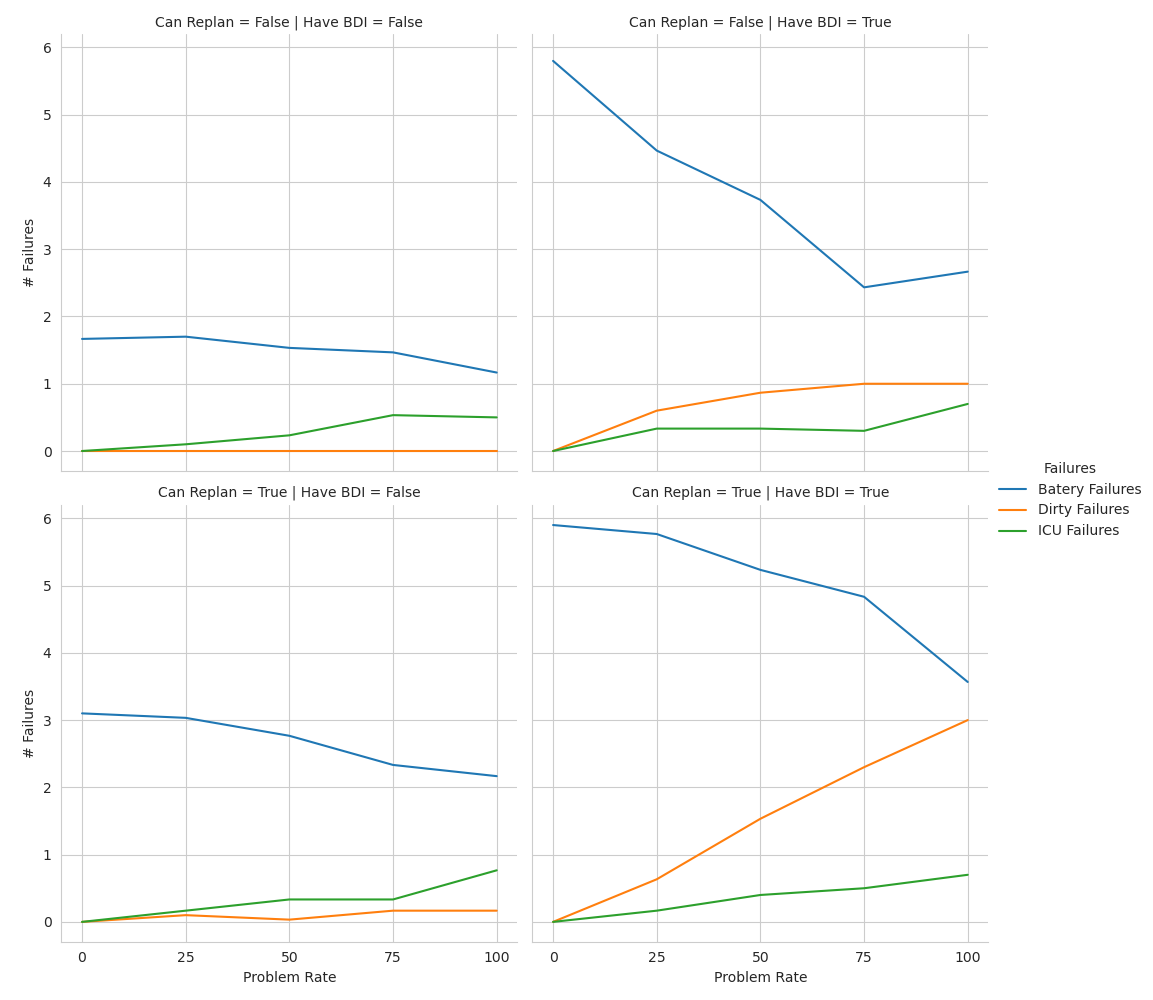 Can Replan = False | Have BDI = False
Can Replan = False | Have BDI = True
6
5
4
3
2
1
0
# Failures
Can Replan = True | Have BDI = False
Can Replan = True | Have BDI = True
6
5
4
3
2
1
0
# Failures
0 25 50 75 100
Problem Rate
0 25 50 75 100
Problem Rate
Failures
Batery Failures
Dirty Failures
ICU Failures